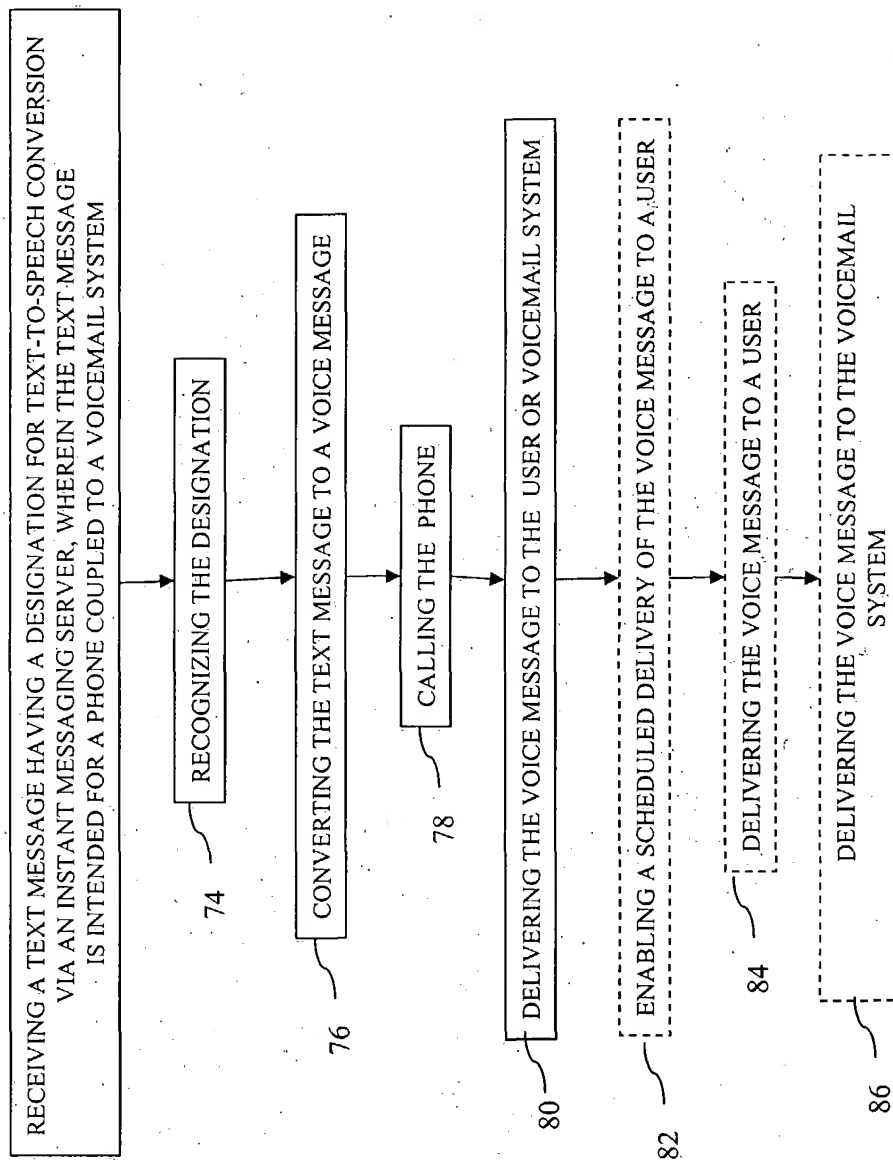 RECEIVING A TEXT MESSAGE HAVING A DESIGNATION FOR TEXT-TO-SPEECH CONVERSION
VIA AN INSTANT MESSAGING SERVER, WHEREIN THE TEXT MESSAGE
IS INTENDED FOR A PHONE COUPLED TO A VOICEMAIL SYSTEM
RECOGNIZING THE DESIGNATION
74
CONVERTING THE TEXT MESSAGE TO A VOICE MESSAGE
76
CALLING THE PHONE
78
DELIVERING THE VOICE MESSAGE TO THE USER OR VOICEMAIL SYSTEM
80
ENABLING A SCHEDULED DELIVERY OF THE VOICE MESSAGE TO A USER
82
DELIVERING THE VOICE MESSAGE TO A USER
84
DELIVERING THE VOICE MESSAGE TO THE VOICEMAIL
SYSTEM
86